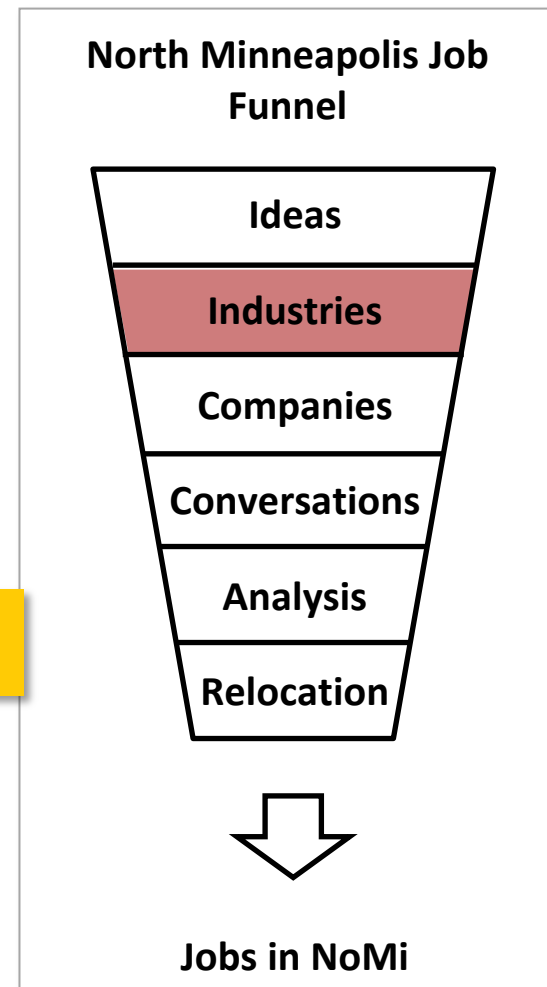 North Minneapolis Job
Funnel
Ideas
Industries
Companies
Conversations
Analysis
Relocation
Jobs in NoMi